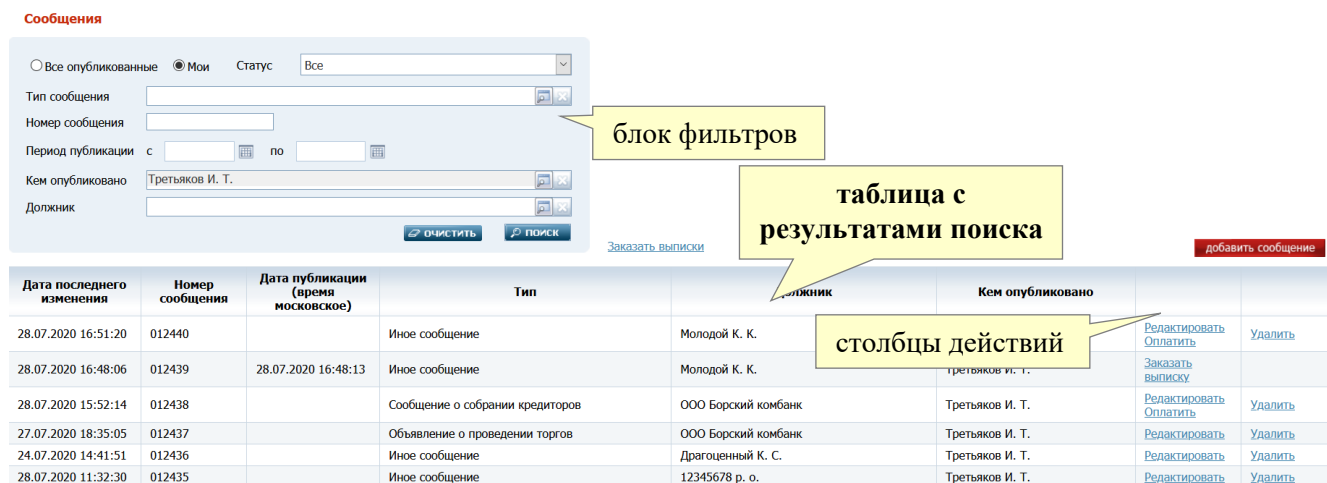 Сообщения
Все опубликованные Мои Статус Все
Тип сообщения
Номер сообщения
блок фильтров
Период публикации с по
Кем опубликовано Третьяков И. Т.
Должник
таблица с
результатами поиска
ОЧИСТИТЬ ПОИСК
Заказать выписки
добавить сообщение
Дата последнего изменения Номер сообщения Дата публикации (время московское) Тип Кем опубликовано
столбцы действий
28.07.2020 16:51:20 012440 Иное сообщение Молодой К. К. Редактировать Оплатить Удалить
28.07.2020 16:48:06 012439 28.07.2020 16:48:13 Иное сообщение Молодой К. К. Третьяков И. Т. Заказать выписку
28.07.2020 15:52:14 012438 Сообщение о собрании кредиторов ООО Борский комбанк Третьяков И. Т. Редактировать Оплатить Удалить
27.07.2020 18:35:05 012437 Объявление о проведении торгов ООО Борский комбанк Третьяков И. Т. Редактировать Удалить
24.07.2020 14:41:51 012436 Иное сообщение Драгоценный К. С. Третьяков И. Т. Редактировать Удалить
28.07.2020 11:32:30 012435 Иное сообщение 12345678 р. о. Третьяков И. Т. Редактировать Удалить